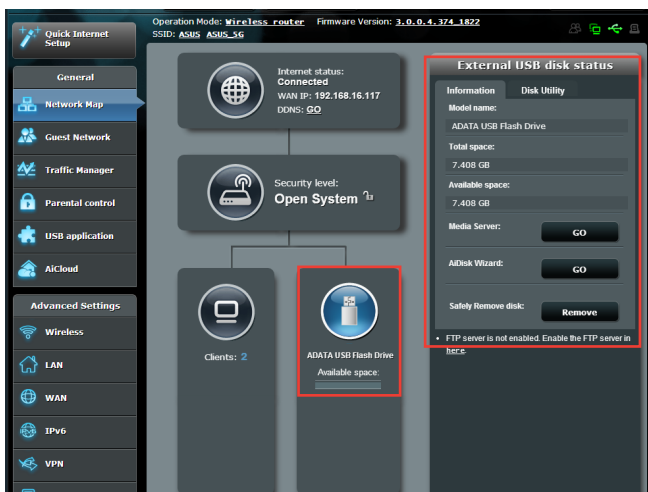 Quick Internet
Setup
Operation Mode: Wireless router Firmware Version: 3.0.0.4.374_1822
SSID: ASUS ASUS_5G
General
Network Map
Guest Network
Traffic Manager
Parental control
USB application
AiCloud
Advanced Settings
Wireless
LAN
WAN
IPv6
VPN
Internet status:
Connected
WAN IP: 192.168.16.117
DDNS: GO
Security level:
Open System
Clients: 2
ADATA USB Flash Drive
Available space:
External USB disk status
Information Disk Utility
Model name:
ADATA USB Flash Drive
Total space:
7.408 GB
Available space:
7.408 GB
Media Server: GO
AiDisk Wizard: GO
Safely Remove disk: Remove
• FTP server is not enabled. Enable the FTP server in
here.